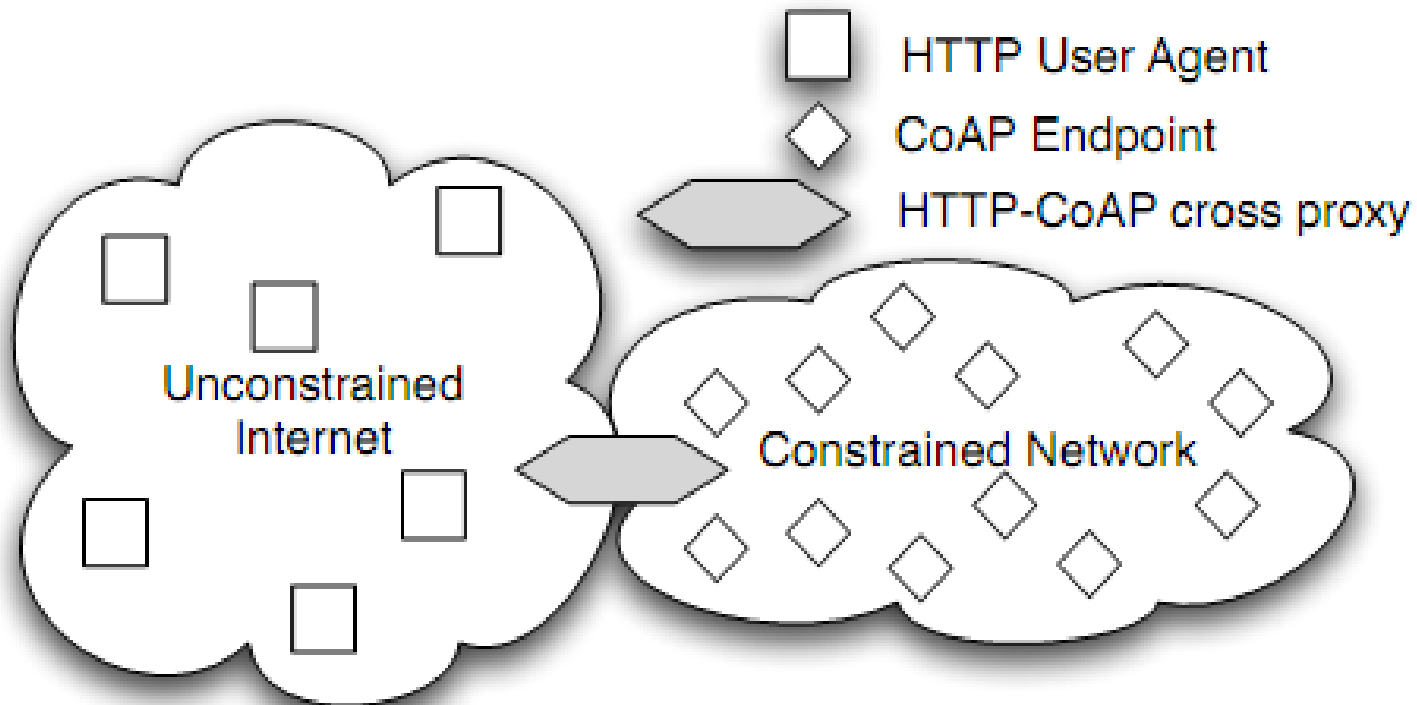 HTTP User Agent
CoAP Endpoint
HTTP-CoAP cross proxy
Unconstrained
Internet
Constrained Network